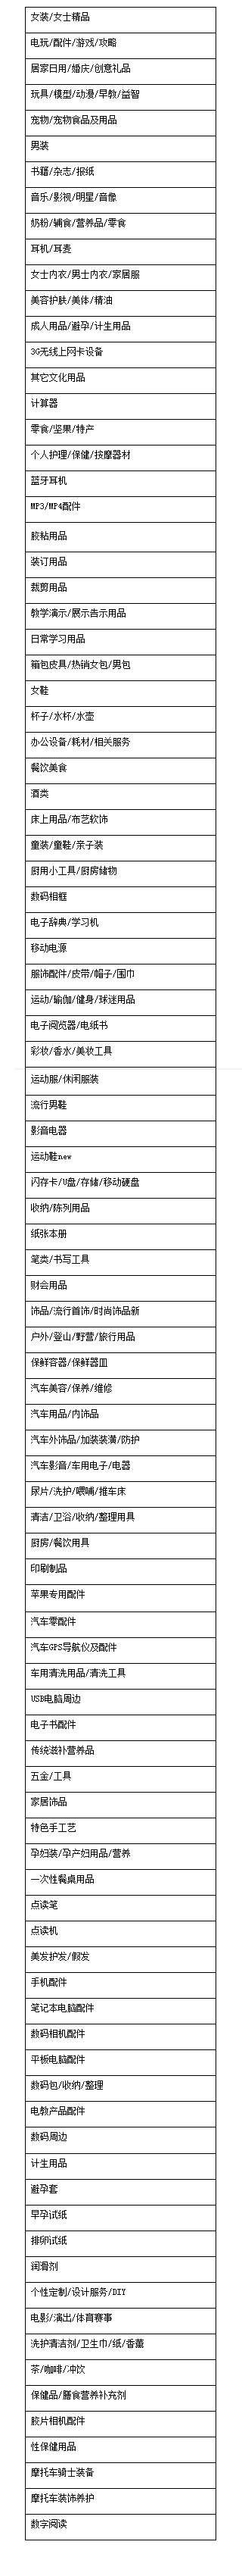 女装/女士精品
电玩/配件/游戏/攻略
居家日用/婚庆/创意礼品
玩具/模型/动漫/早教/益智
宠物/宠物食品及用品
男装
书籍/杂志/报纸
音乐/影视/明星/音像
奶粉/辅食/营养品/零食
耳机/耳麦
女士内衣/男士内衣/家居服
美容护肤/美体/精油
成人用品/避孕/计生用品
3G无线上网卡设备
其它文化用品
计算器
零食/坚果/特产
个人护理/保健/按摩器材
蓝牙耳机
MP3/MP4配件
胶粘用品
装订用品
裁剪用品
教学演示/展示告示用品
日常学习用品
箱包皮具/热销女包/男包
女鞋
杯子/水杯/水壶
办公设备/耗材/相关服务
餐饮美食
酒类
床上用品/布艺软饰
童装/童鞋/亲子装
厨用小工具/厨房储物
数码相框
电子辞典/学习机
移动电源
服饰配件/皮带/帽子/围巾
运动/瑜伽/健身/球迷用品
电子阅览器/电纸书
彩妆/香水/美妆工具
运动服/休闲服装
流行男鞋
影音电器
运动鞋new
闪存卡/U盘/存储/移动硬盘
收纳/陈列用品
纸张本册
笔类/书写工具
财会用品
饰品/流行首饰/时尚饰品新
户外/登山/野营/旅行用品
保鲜容器/保鲜器皿
汽车美容/保养/维修
汽车用品/内饰品
汽车外饰品/加装装潢/防护
汽车影音/车用电子/电器
尿片/洗护/喂哺/推车床
清洁/卫浴/收纳/整理用具
厨房/餐饮用具
印刷制品
苹果专用配件
汽车零配件
汽车GPS导航仪及配件
车用清洗用品/清洗工具
USB电脑周边
电子书配件
传统滋补营养品
五金/工具
家居饰品
特色手工艺
孕妇装/孕产妇用品/营养
一次性餐桌用品
点读笔
点读机
美发护发/假发
手机配件
笔记本电脑配件
数码相机配件
平板电脑配件
数码包/收纳/整理
电教产品配件
数码周边
计生用品
避孕套
早孕试纸
排卵试纸
润滑剂
个性定制/设计服务/DIY
电影/演出/体育赛事
洗护清洁剂/卫生巾/纸/香薰
茶/咖啡/冲饮
保健品/膳食营养补充剂
胶片相机配件
性保健用品
摩托车骑士装备
摩托车装饰养护
数字阅读